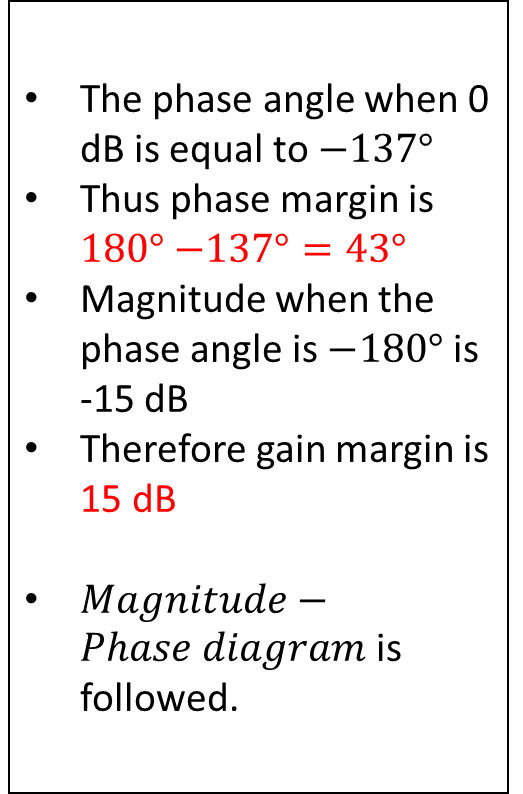 • The phase angle when 0
dB is equal to −137°
• Thus phase margin is
180° −137° = 43°
• Magnitude when the
phase angle is −180° is
-15 dB
• Therefore gain margin is
15 dB
• Magnitude −
Phase diagram is
followed.